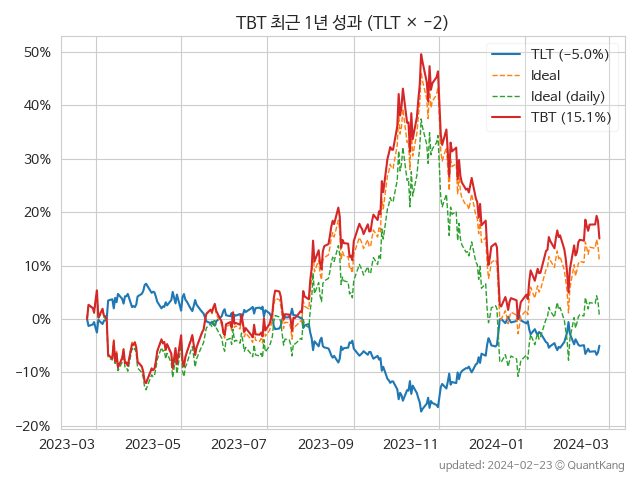 TBT 최근 1년 성과 (TLT × −2)
50%
40%
30%
20%
10%
0%
−10%
−20%
TLT (−5.0%)
Ideal
Ideal (daily)
TBT (15.1%)
2023-03 2023-05 2023-07 2023-09 2023-11 2024-01 2024-03
updated: 2024-02-23 ⓒ QuantKang